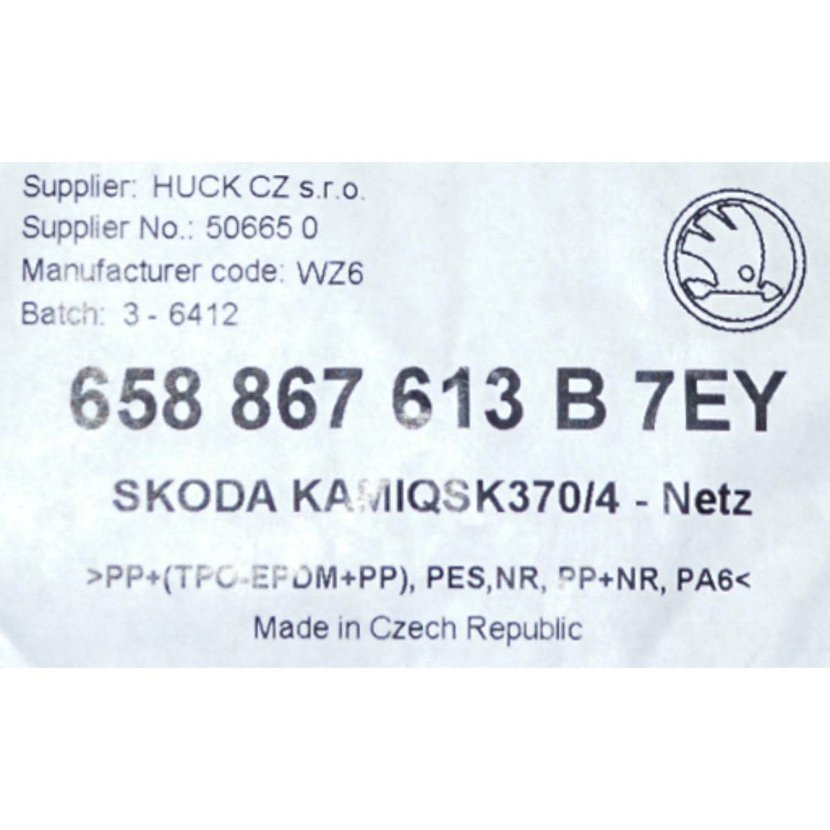 Supplier: HUCK CZ s.r.o.
Supplier No.: 50665 0
Manufacturer code: WZ6
Batch: 3 - 6412
658 867 613 B 7EY
SKODA KAMIQSK370/4 - Netz
>PP+(TPO-EPDM+PP), PES,NR, PP+NR, PA6<
Made in Czech Republic